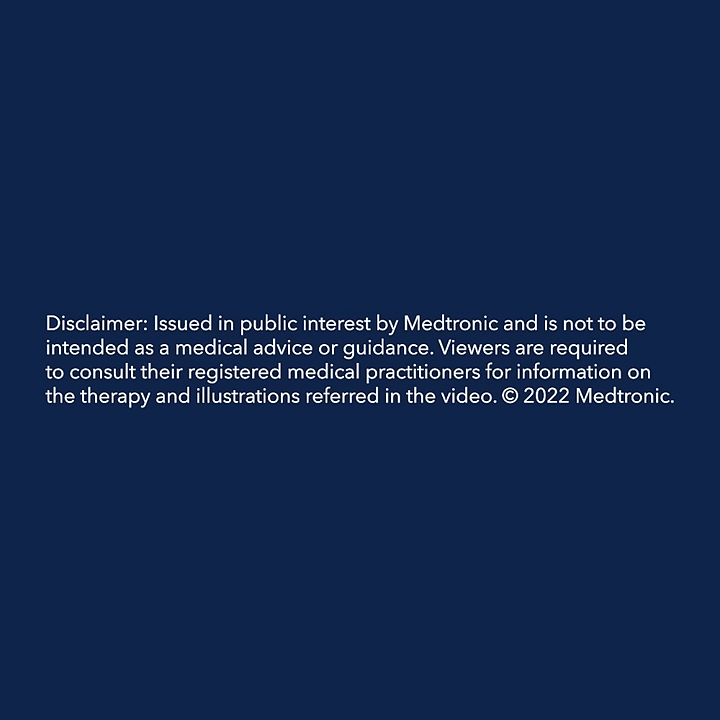 Disclaimer: Issued in public interest by Medtronic and is not to be
intended as a medical advice or guidance. Viewers are required
to consult their registered medical practitioners for information on
the therapy and illustrations referred in the video. © 2022 Medtronic.